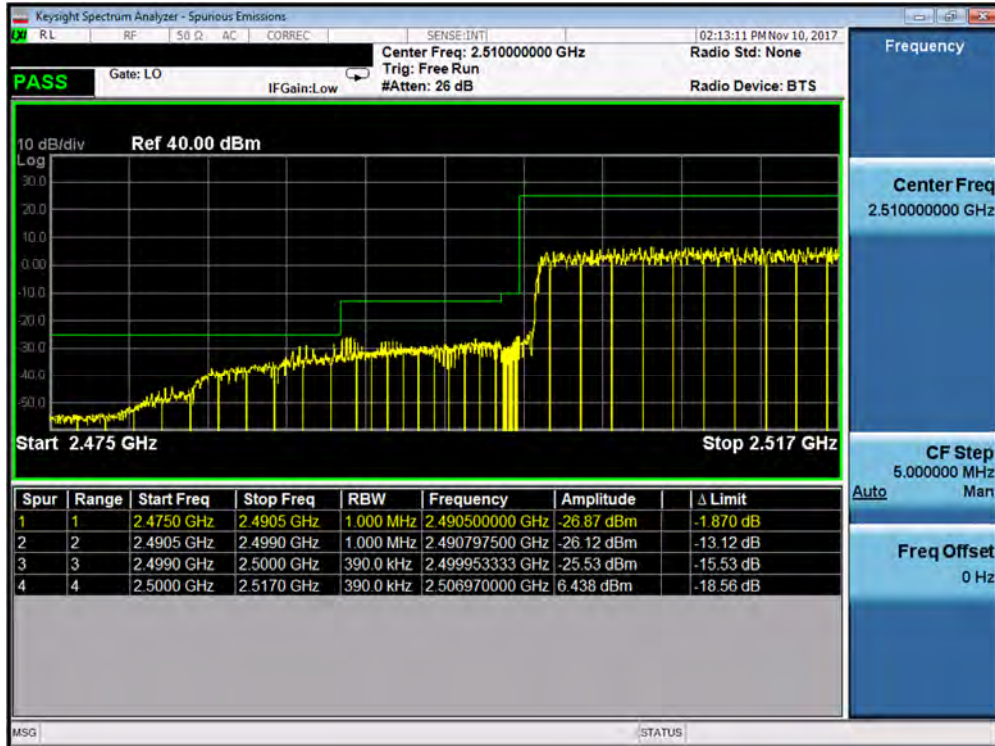 Keysight Spectrum Analyzer - Spurious Emissions
LXI RL RF 50 Ω AC CORREC SENSE:INT 02:13:11 PM Nov 10, 2017
Center Freq: 2.510000000 GHz Radio Std: None
PASS Gate: LO Trig: Free Run
IFGain:Low #Atten: 26 dB Radio Device: BTS
10 dB/div Ref 40.00 dBm
Log
30.0
20.0
10.0
0.00
-10.0
-20.0
-30.0
-40.0
-50.0
Start 2.475 GHz Stop 2.517 GHz
Spur Range Start Freq Stop Freq RBW Frequency Amplitude Δ Limit
1 1 2.4750 GHz 2.4905 GHz 1.000 MHz 2.490500000 GHz -26.87 dBm -1.870 dB
2 2 2.4905 GHz 2.4990 GHz 1.000 MHz 2.490797500 GHz -26.12 dBm -13.12 dB
3 3 2.4990 GHz 2.5000 GHz 390.0 kHz 2.499953333 GHz -25.53 dBm -15.53 dB
4 4 2.5000 GHz 2.5170 GHz 390.0 kHz 2.506970000 GHz 6.438 dBm -18.56 dB
MSG STATUS
Frequency
Center Freq
2.510000000 GHz
CF Step
5.000000 MHz
Auto Man
Freq Offset
0 Hz